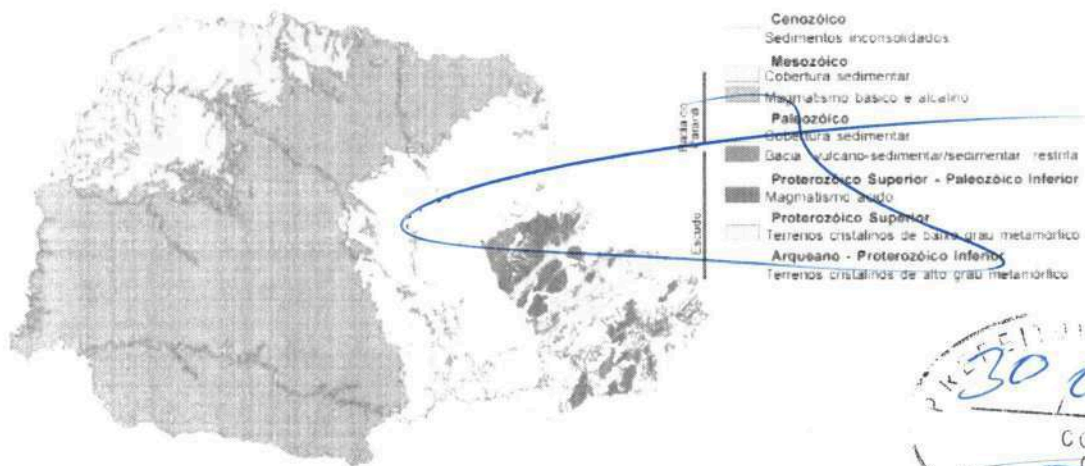 Cenozóico
Sedimentos inconsolidados
Mesozóico
Cobertura sedimentar
Magmatismo básico e alcalino
Paleozóico
Cobertura sedimentar
Bacia vulcano-sedimentar/sedimentar restrita
Proterozóico Superior - Paleozóico Inferior
Magmatismo ácido
Proterozóico Superior
Terrenos cristalinos de baixo grau metamórfico
Arqueano - Proterozóico Inferior
Terrenos cristalinos de alto grau metamórfico
Bacia do Paraná
Escudo
30